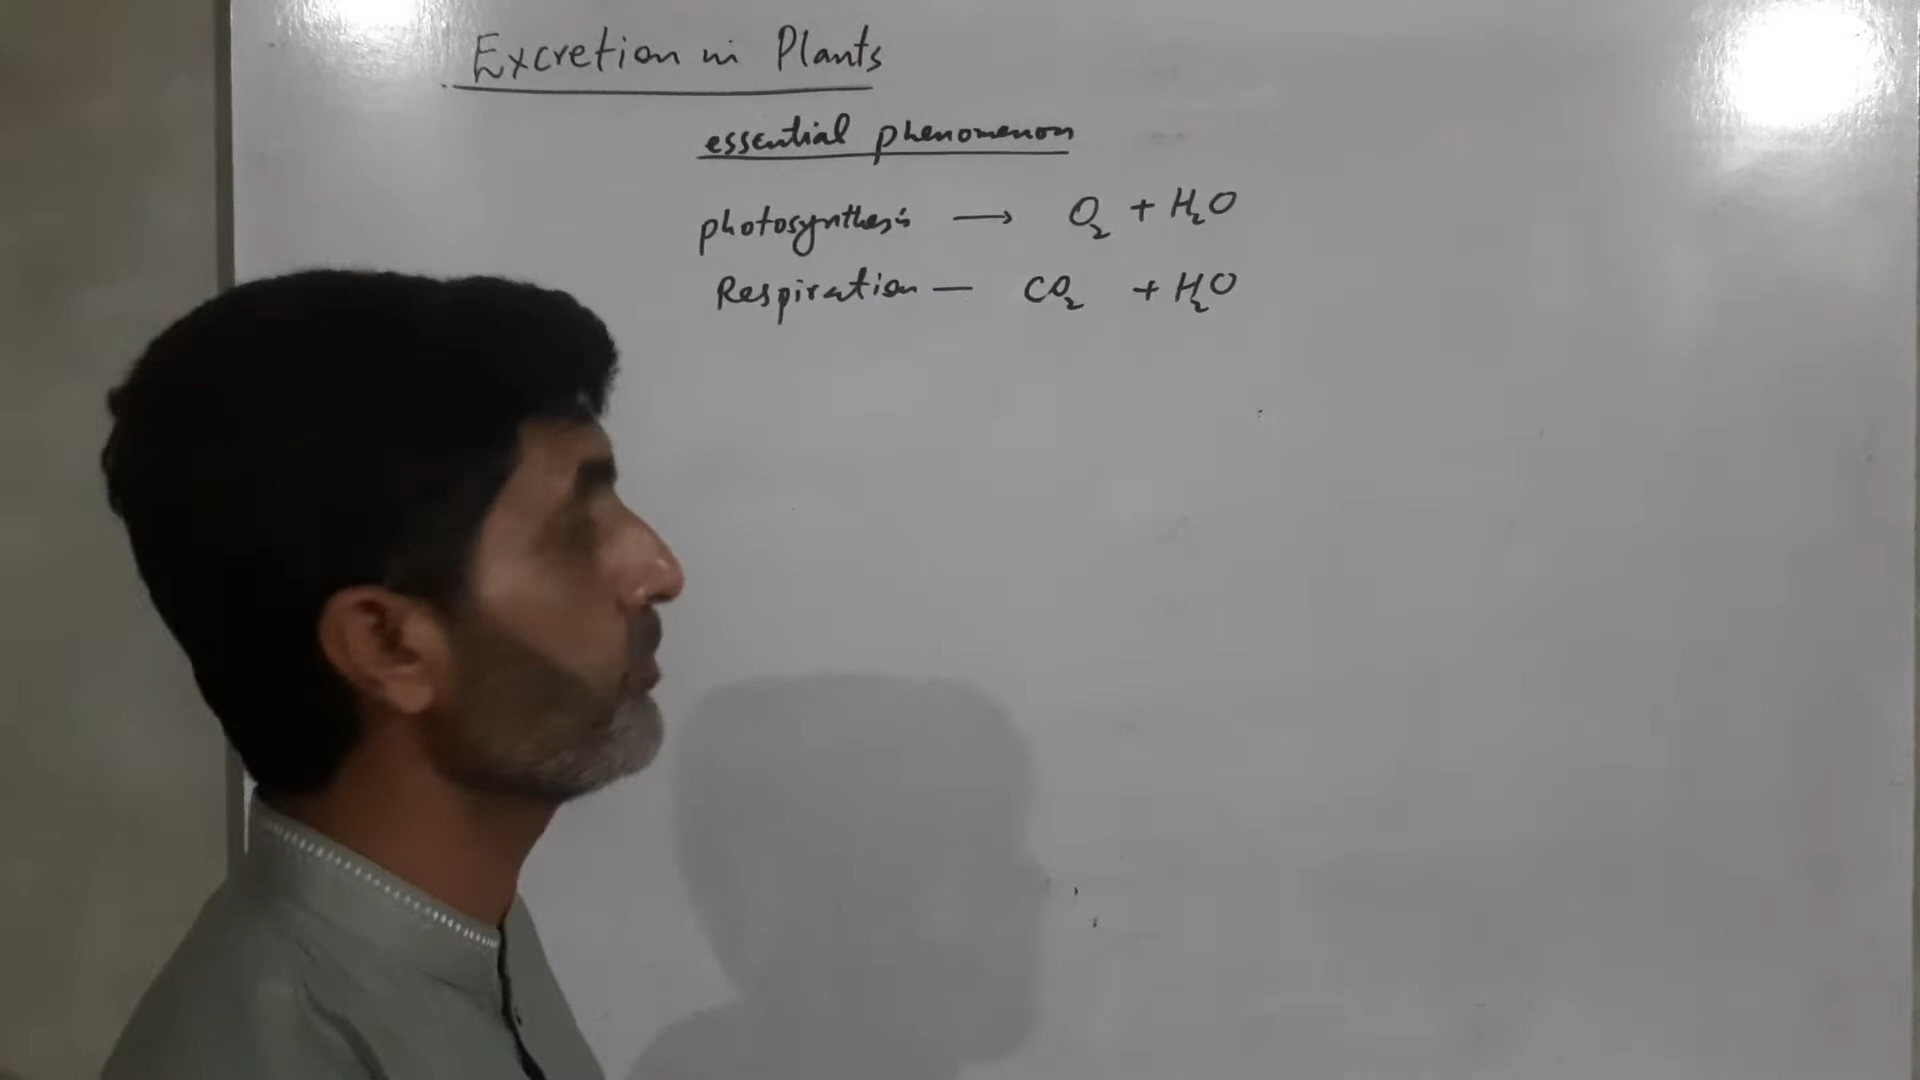 Excretion in Plants
essential phenomenon
photosynthesis → O₂ + H₂O
Respiration — CO₂ + H₂O